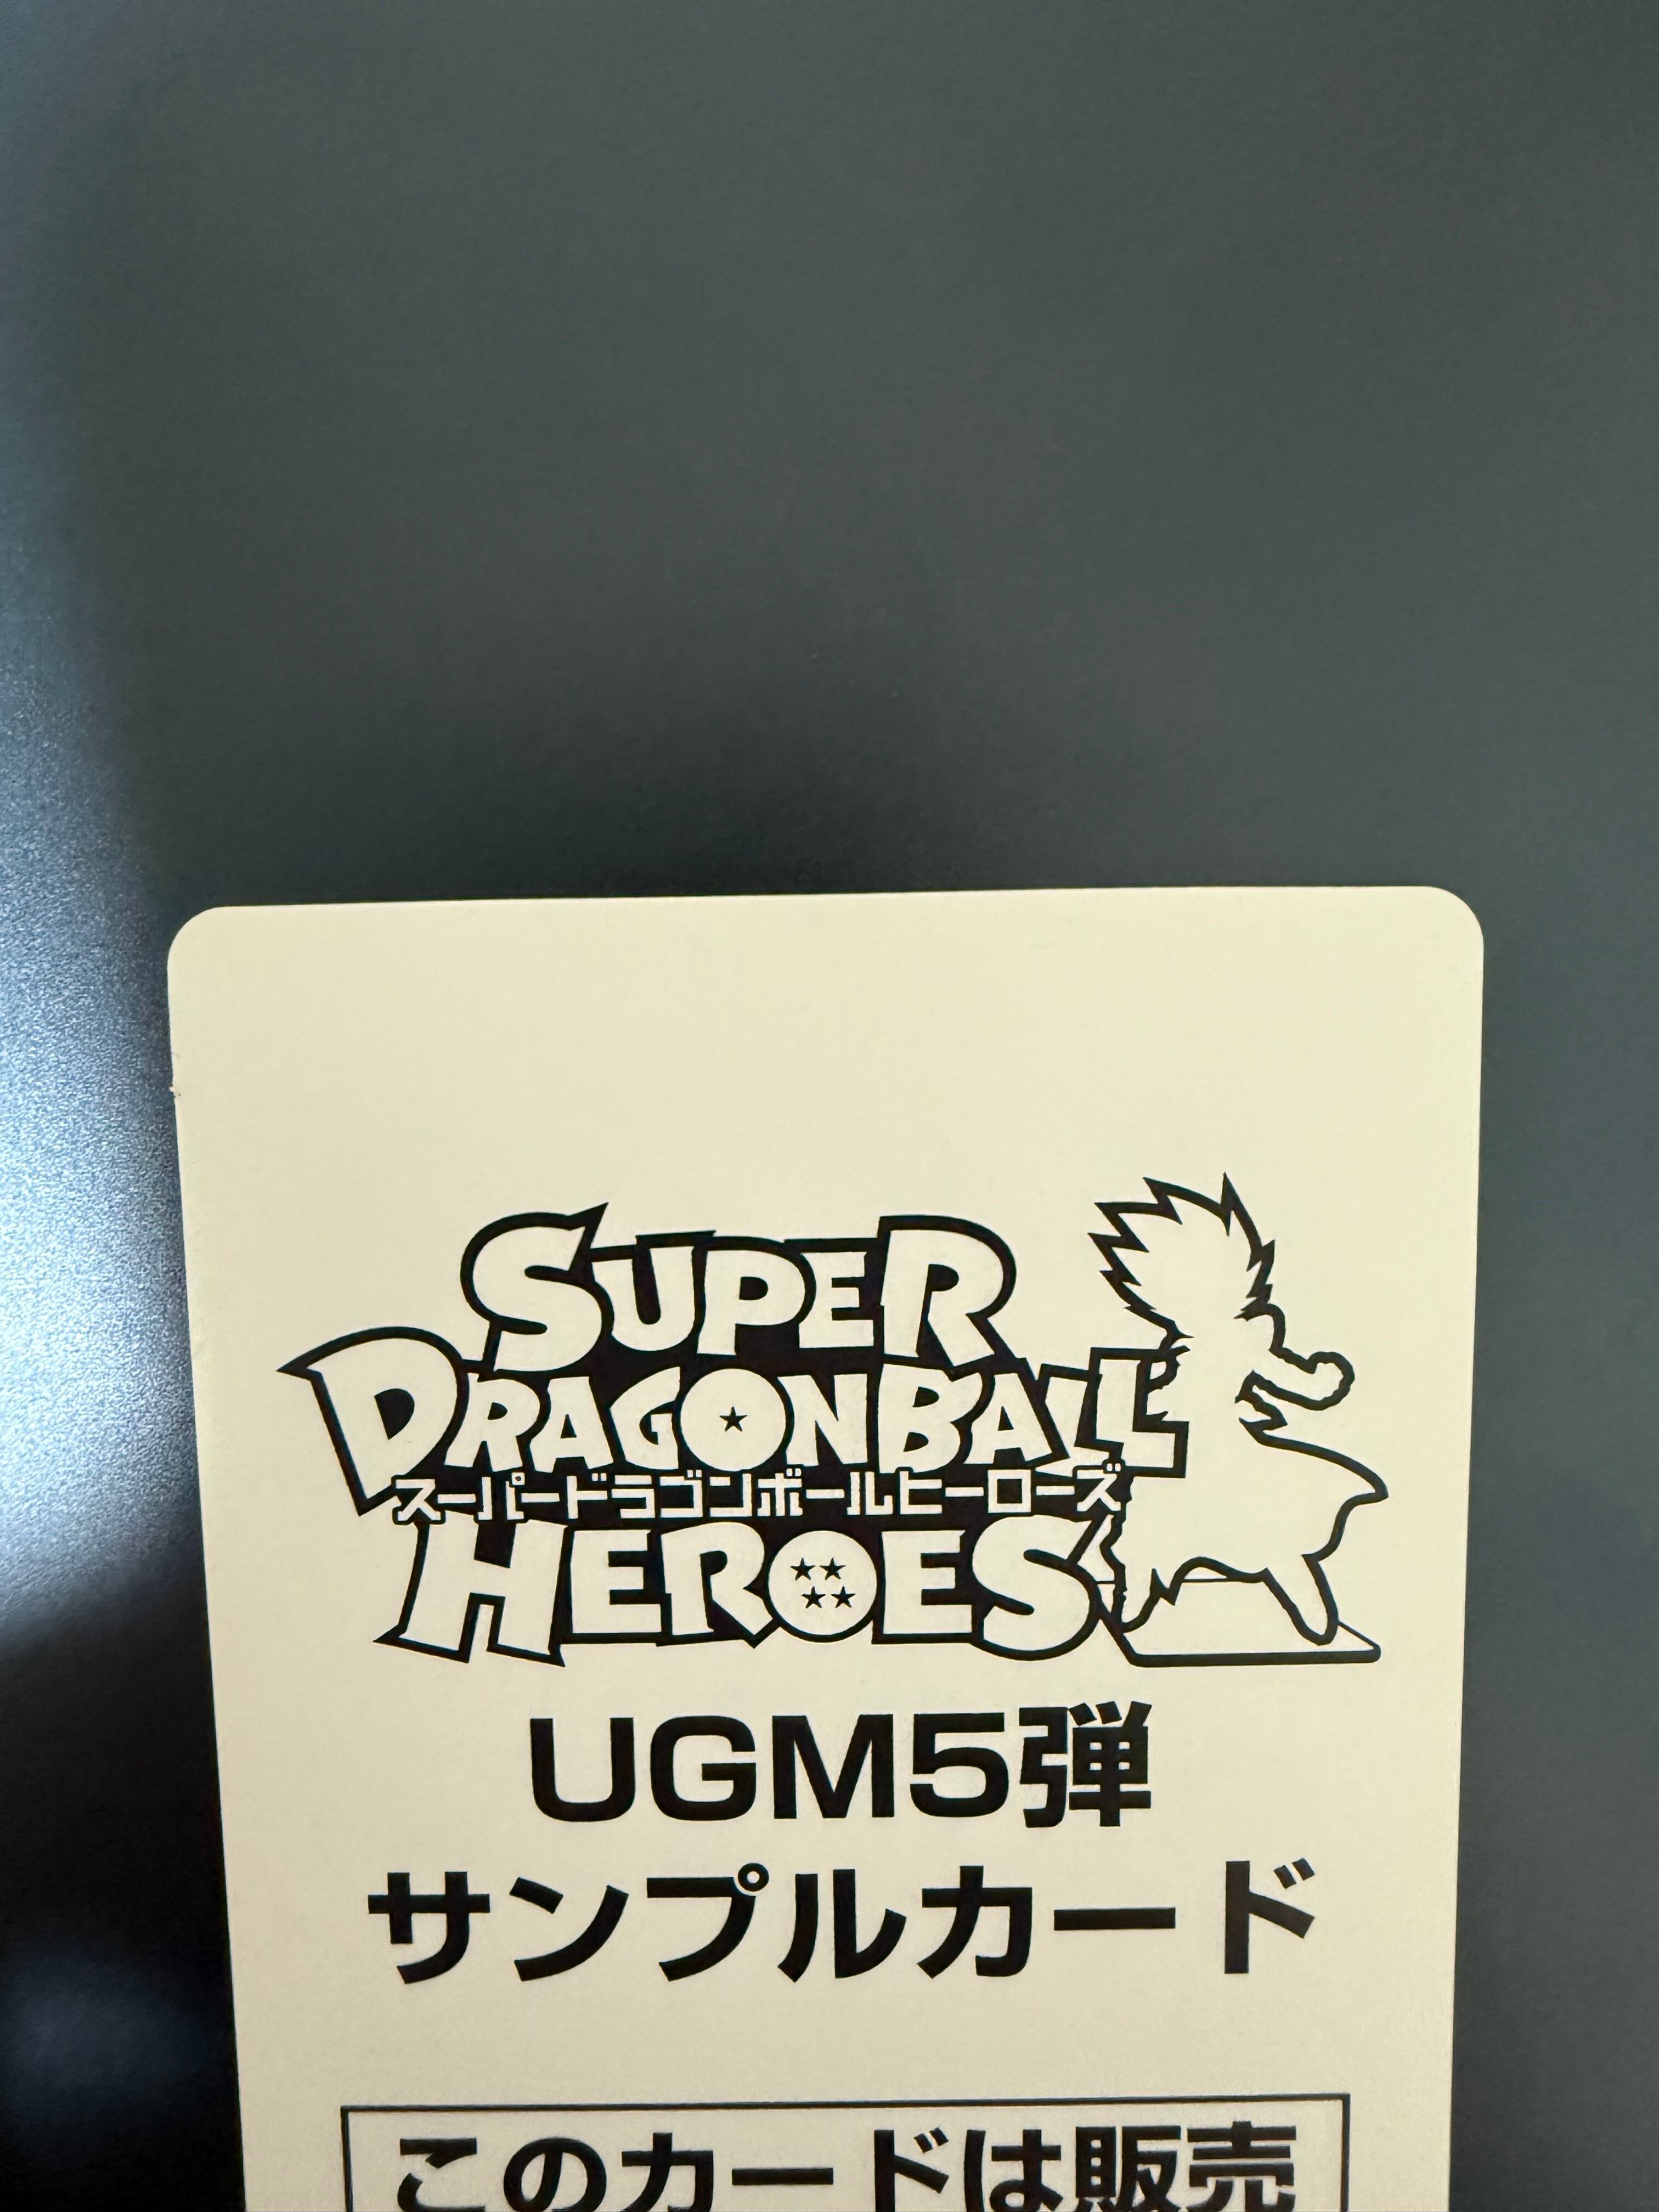 SUPER
DRAGONBALL
スーパードラゴンボールヒーローズ
HEROES
UGM5弾
サンプルカード
このカードは販売